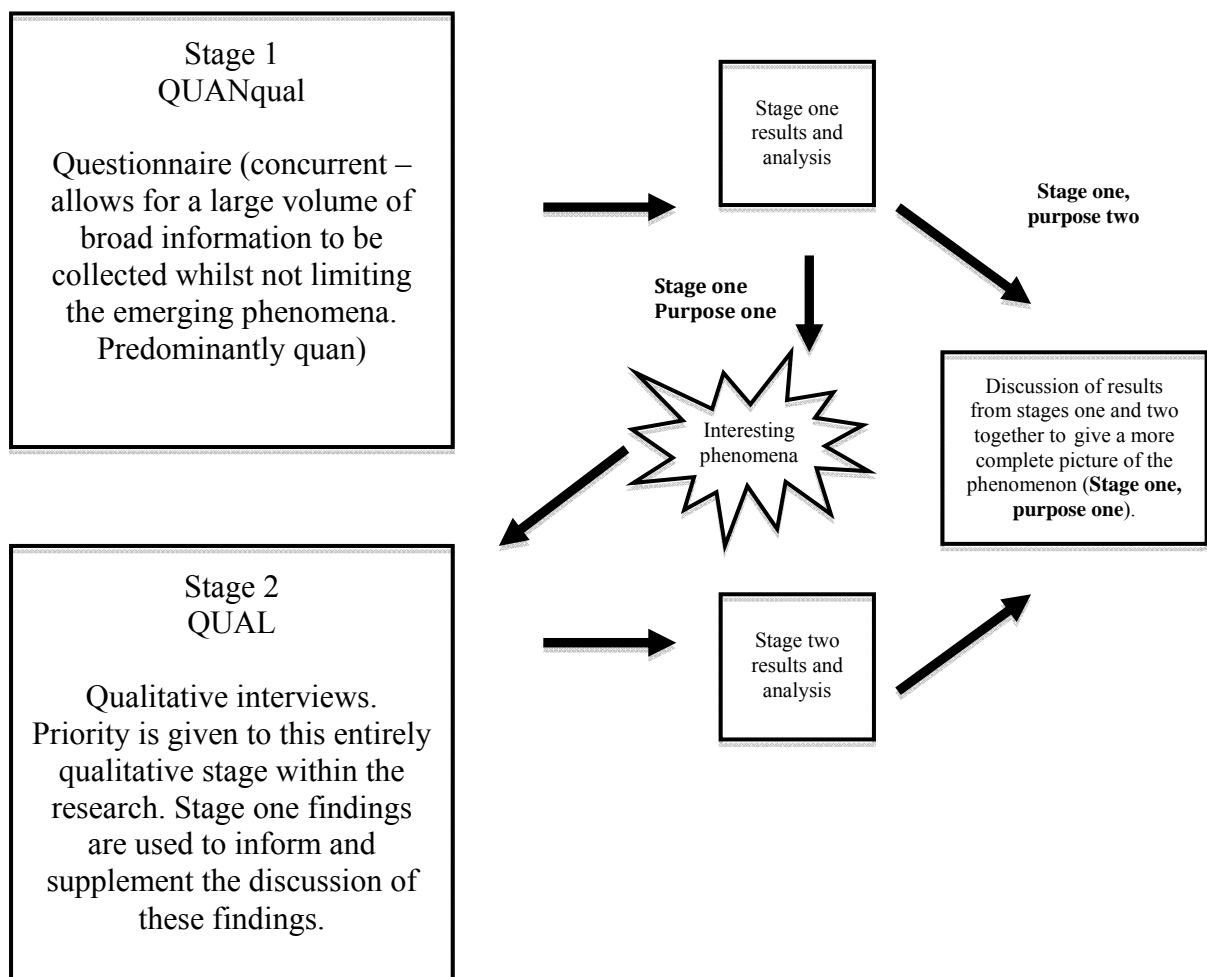 Stage 1
QUANqual
Questionnaire (concurrent –
allows for a large volume of
broad information to be
collected whilst not limiting
the emerging phenomena.
Predominantly quan)
Stage one
results and
analysis
Stage one,
purpose two
Stage one
Purpose one
Interesting
phenomena
Discussion of results
from stages one and two
together to give a more
complete picture of the
phenomenon (Stage one,
purpose one).
Stage 2
QUAL
Qualitative interviews.
Priority is given to this entirely
qualitative stage within the
research. Stage one findings
are used to inform and
supplement the discussion of
these findings.
Stage two
results and
analysis